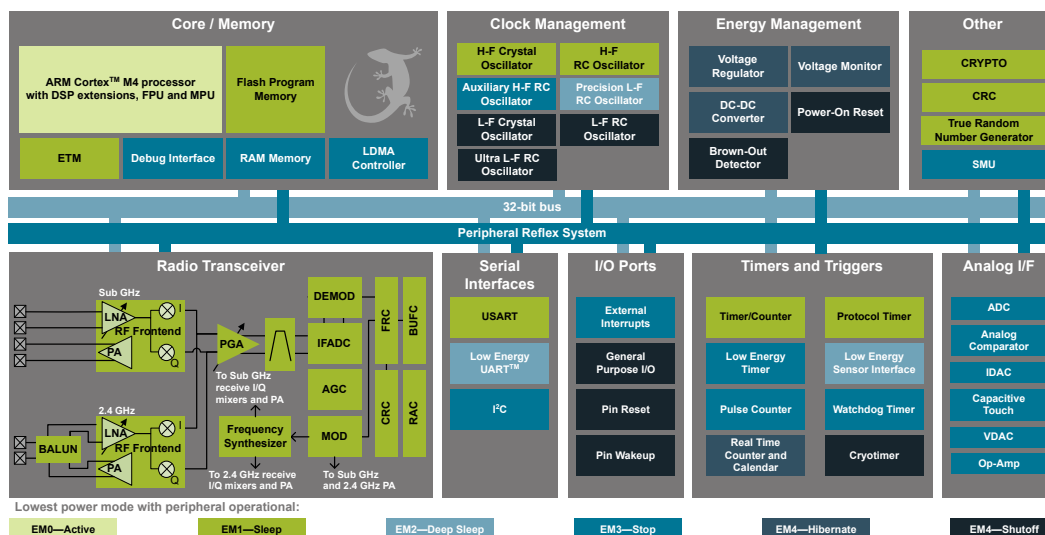 Core / Memory
ARM Cortex™ M4 processor
with DSP extensions, FPU and MPU
Flash Program
Memory
ETM
Debug Interface
RAM Memory
LDMA
Controller
Clock Management
H-F Crystal
Oscillator
H-F
RC Oscillator
Auxiliary H-F RC
Oscillator
Precision L-F
RC Oscillator
L-F Crystal
Oscillator
L-F RC
Oscillator
Ultra L-F RC
Oscillator
Energy Management
Voltage
Regulator
Voltage Monitor
DC-DC
Converter
Power-On Reset
Brown-Out
Detector
Other
CRYPTO
CRC
True Random
Number Generator
SMU
32-bit bus
Peripheral Reflex System
Radio Transceiver
Sub GHz
LNA
I
RF Frontend
PA
Q
2.4 GHz
LNA
I
BALUN
RF Frontend
PA
Q
PGA
To Sub GHz
receive I/Q
mixers and PA
Frequency
Synthesizer
To 2.4 GHz receive
I/Q mixers and PA
DEMOD
IFADC
AGC
MOD
To Sub GHz
and 2.4 GHz PA
FRC
BUFC
CRC
RAC
Serial
Interfaces
USART
Low Energy
UART™
I²C
I/O Ports
External
Interrupts
General
Purpose I/O
Pin Reset
Pin Wakeup
Timers and Triggers
Timer/Counter
Protocol Timer
Low Energy
Timer
Low Energy
Sensor Interface
Pulse Counter
Watchdog Timer
Real Time
Counter and
Calendar
Cryotimer
Analog I/F
ADC
Analog
Comparator
IDAC
Capacitive
Touch
VDAC
Op-Amp
Lowest power mode with peripheral operational:
EM0—Active
EM1—Sleep
EM2—Deep Sleep
EM3—Stop
EM4—Hibernate
EM4—Shutoff